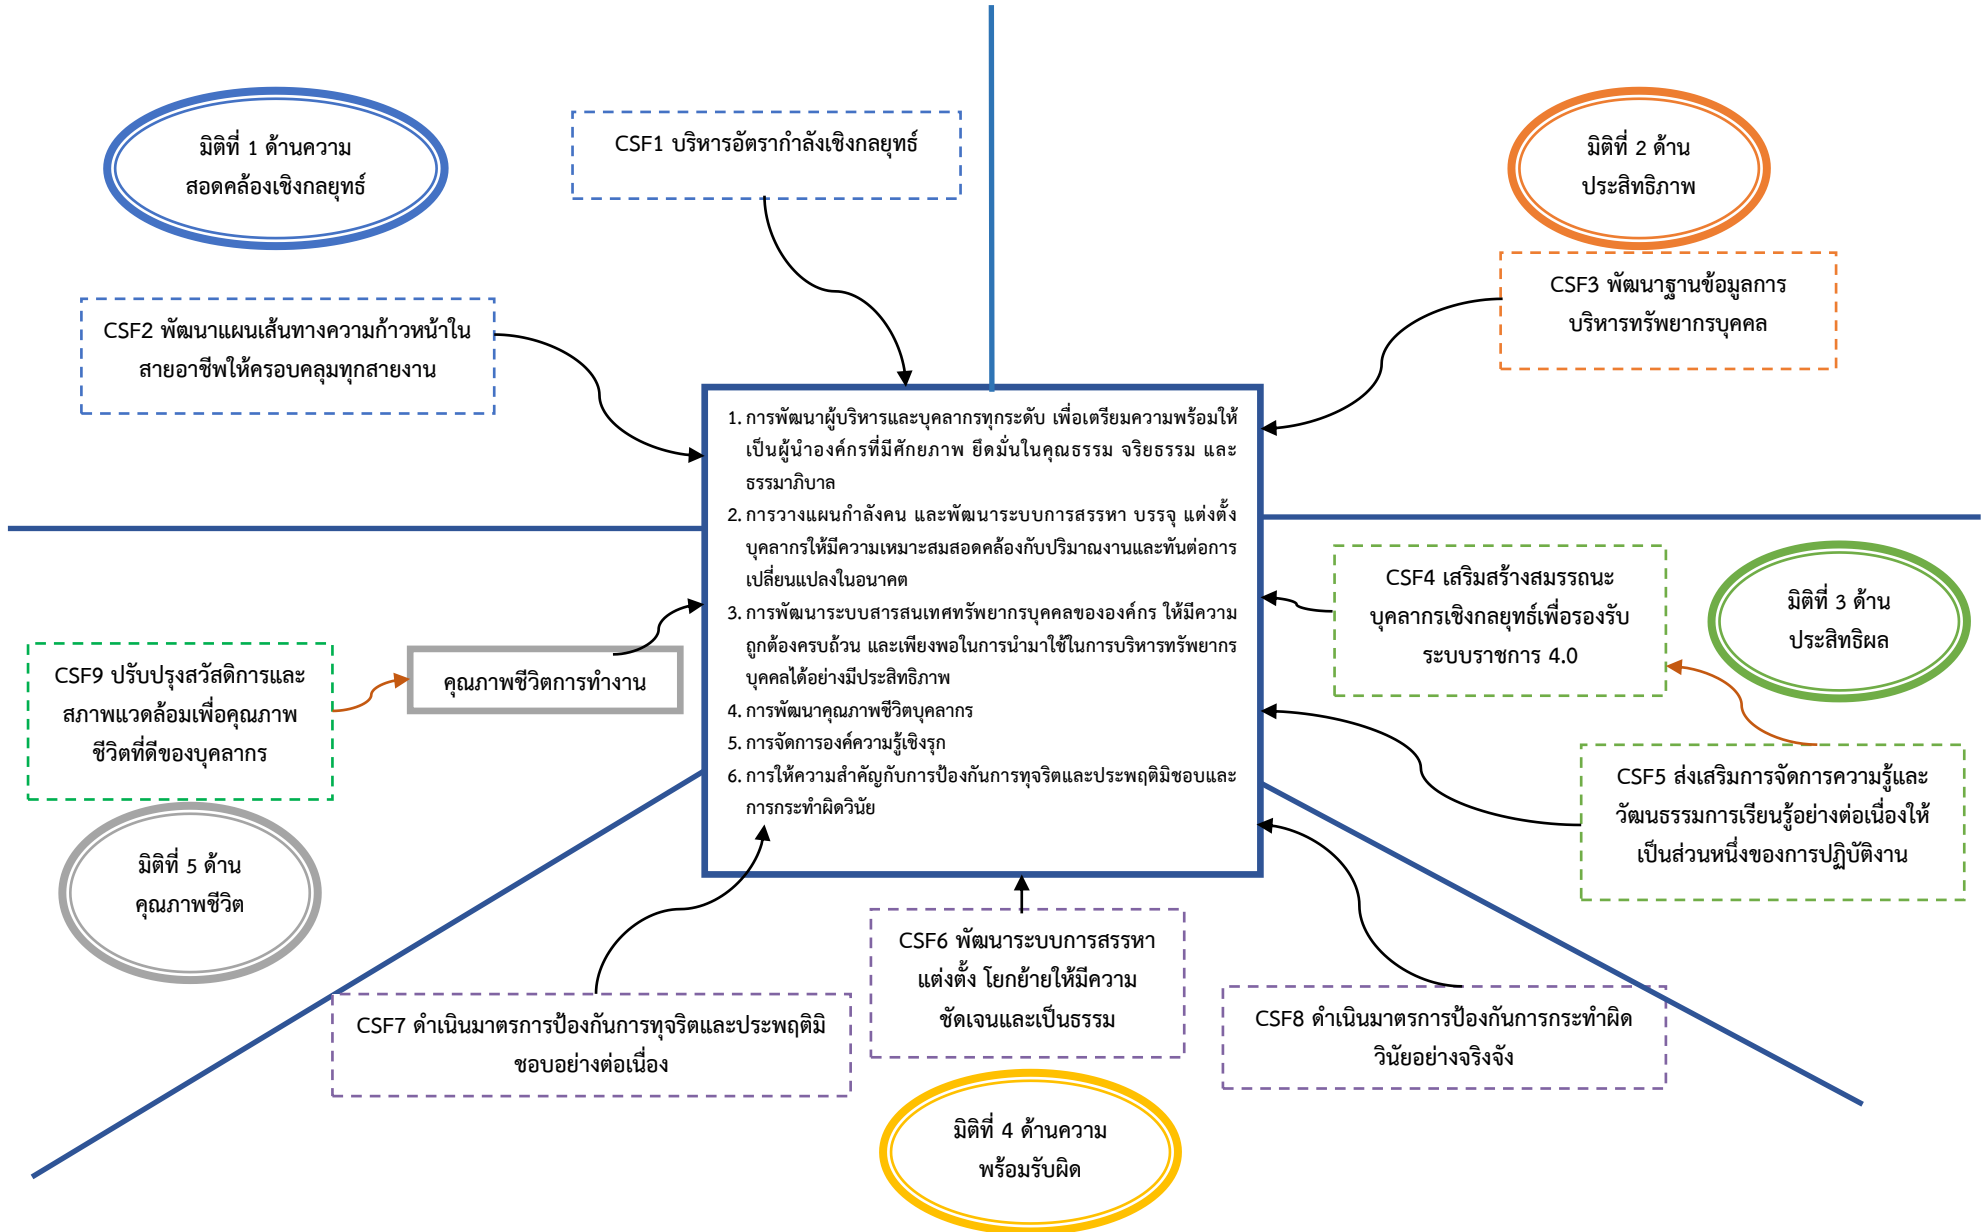 มิติที่ 1 ด้านความ
สอดคล้องเชิงกลยุทธ์
CSF1 บริหารอัตรากำลังเชิงกลยุทธ์
มิติที่ 2 ด้าน
ประสิทธิภาพ
CSF2 พัฒนาแผนเส้นทางความก้าวหน้าใน
สายอาชีพให้ครอบคลุมทุกสายงาน
CSF3 พัฒนาฐานข้อมูลการ
บริหารทรัพยากรบุคคล
1. การพัฒนาผู้บริหารและบุคลากรทุกระดับ เพื่อเตรียมความพร้อมให้
เป็นผู้นำองค์กรที่มีศักยภาพ ยึดมั่นในคุณธรรม จริยธรรม และ
ธรรมาภิบาล
2. การวางแผนกำลังคน และพัฒนาระบบการสรรหา บรรจุ แต่งตั้ง
บุคลากรให้มีความเหมาะสมสอดคล้องกับปริมาณงานและทันต่อการ
เปลี่ยนแปลงในอนาคต
3. การพัฒนาระบบสารสนเทศทรัพยากรบุคคลขององค์กร ให้มีความ
ถูกต้องครบถ้วน และเพียงพอในการนำมาใช้ในการบริหารทรัพยากร
บุคคลได้อย่างมีประสิทธิภาพ
4. การพัฒนาคุณภาพชีวิตบุคลากร
5. การจัดการองค์ความรู้เชิงรุก
6. การให้ความสำคัญกับการป้องกันการทุจริตและประพฤติมิชอบและ
การกระทำผิดวินัย
CSF4 เสริมสร้างสมรรถนะ
บุคลากรเชิงกลยุทธ์เพื่อรองรับ
ระบบราชการ 4.0
มิติที่ 3 ด้าน
ประสิทธิผล
CSF9 ปรับปรุงสวัสดิการและ
สภาพแวดล้อมเพื่อคุณภาพ
ชีวิตที่ดีของบุคลากร
คุณภาพชีวิตการทำงาน
CSF5 ส่งเสริมการจัดการความรู้และ
วัฒนธรรมการเรียนรู้อย่างต่อเนื่องให้
เป็นส่วนหนึ่งของการปฏิบัติงาน
มิติที่ 5 ด้าน
คุณภาพชีวิต
CSF7 ดำเนินมาตรการป้องกันการทุจริตและประพฤติมิ
ชอบอย่างต่อเนื่อง
CSF6 พัฒนาระบบการสรรหา
แต่งตั้ง โยกย้ายให้มีความ
ชัดเจนและเป็นธรรม
CSF8 ดำเนินมาตรการป้องกันการกระทำผิด
วินัยอย่างจริงจัง
มิติที่ 4 ด้านความ
พร้อมรับผิด